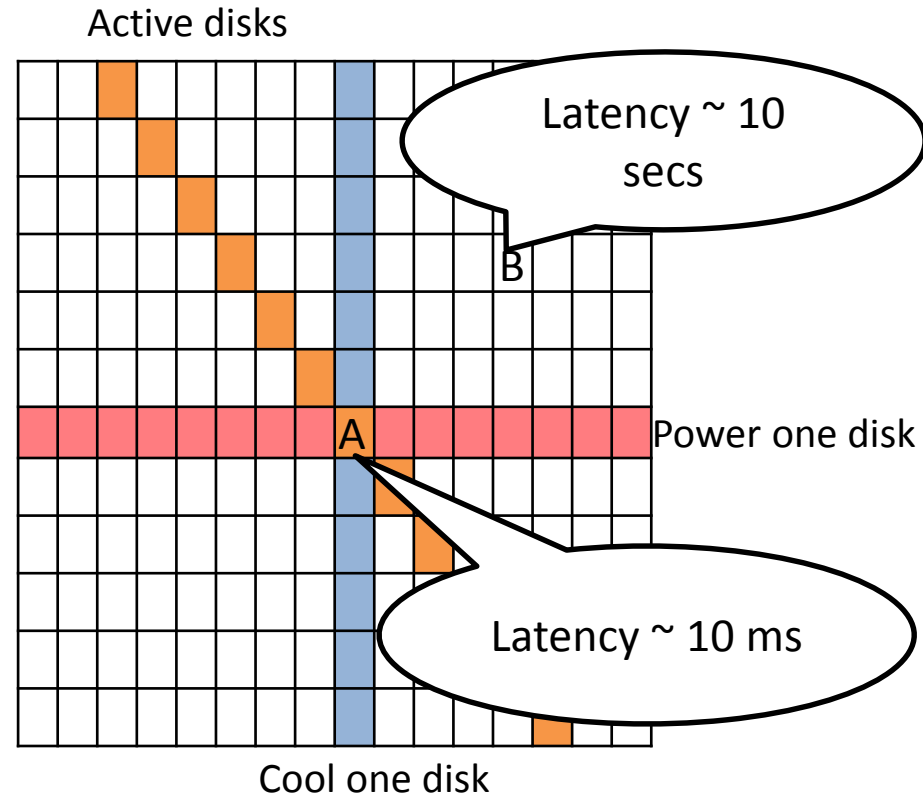 Active disks
Latency ~ 10
secs
B
A
Power one disk
Latency ~ 10 ms
Cool one disk